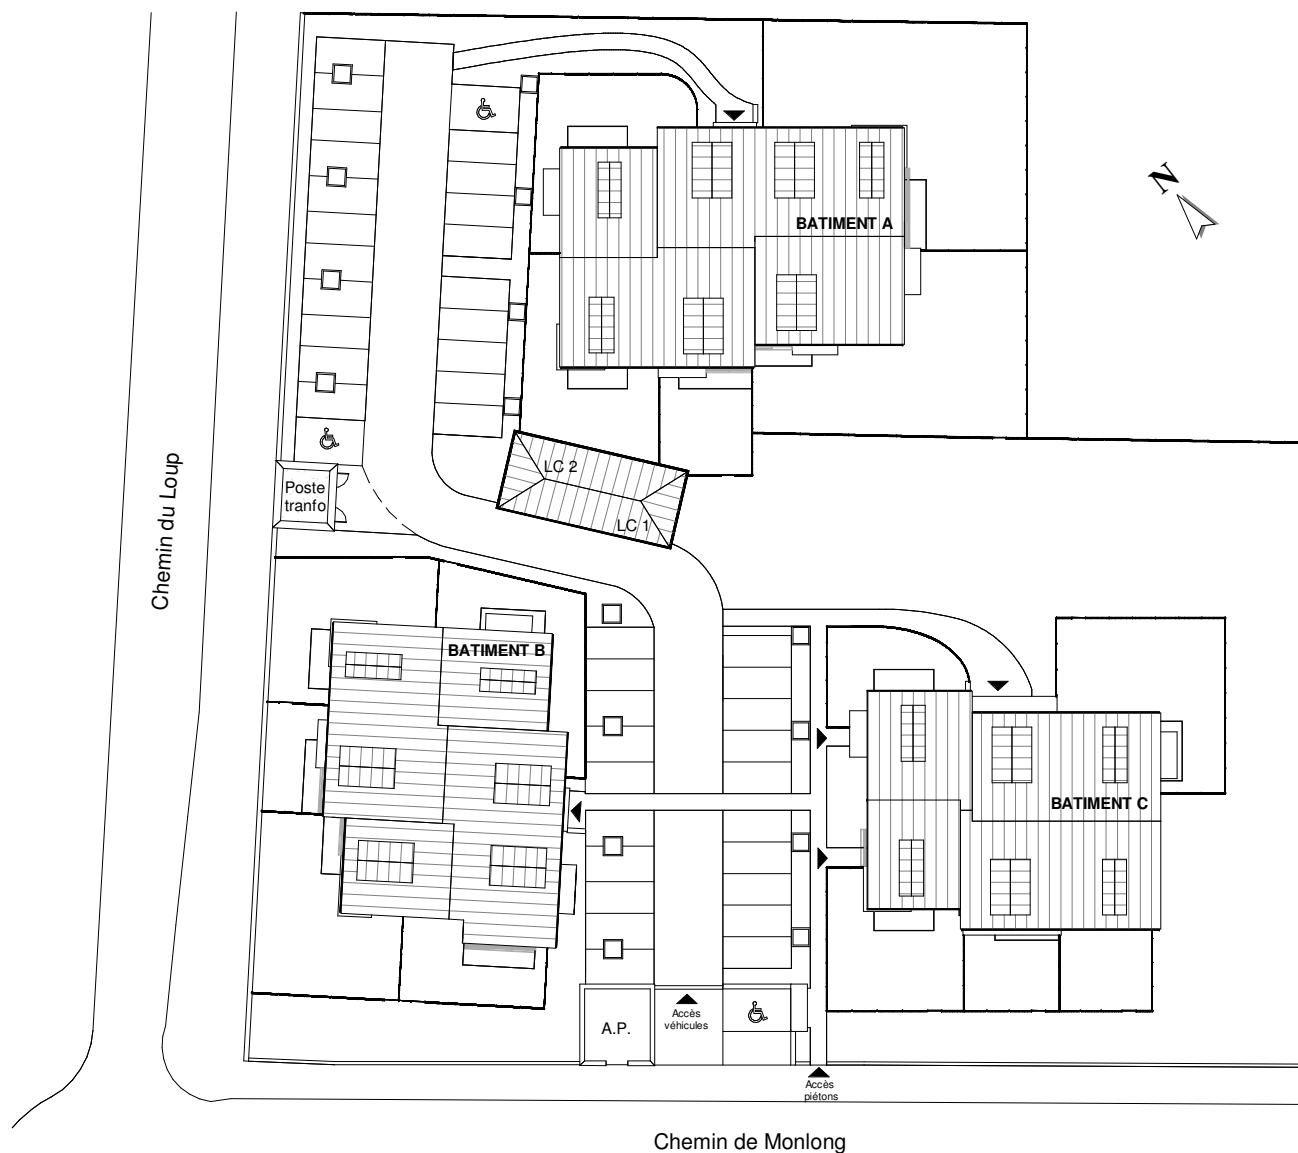 N
BATIMENT A
LC 2
LC 1
Poste
tranfo
Chemin du Loup
BATIMENT B
BATIMENT C
A.P.
Accès
véhicules
Accès
piétons
Chemin de Monlong